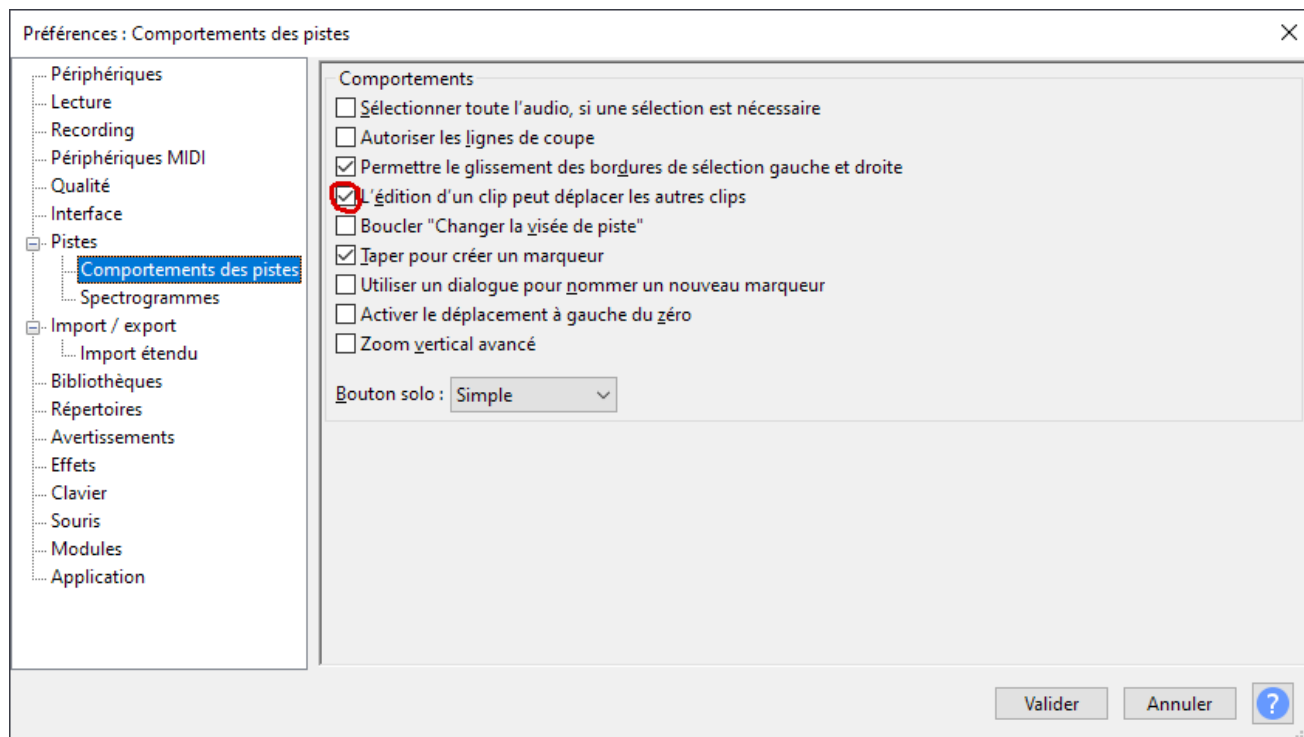 Préférences : Comportements des pistes
Périphériques
Lecture
Recording
Périphériques MIDI
Qualité
Interface
Pistes
Comportements des pistes
Spectrogrammes
Import / export
Import étendu
Bibliothèques
Répertoires
Avertissements
Effets
Clavier
Souris
Modules
Application
Comportements
Sélectionner toute l'audio, si une sélection est nécessaire
Autoriser les lignes de coupe
Permettre le glissement des bordures de sélection gauche et droite
L'édition d'un clip peut déplacer les autres clips
Boucler "Changer la visée de piste"
Taper pour créer un marqueur
Utiliser un dialogue pour nommer un nouveau marqueur
Activer le déplacement à gauche du zéro
Zoom vertical avancé
Bouton solo : Simple
Valider Annuler ?